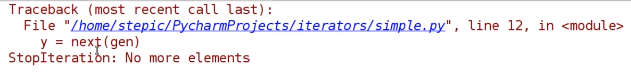 Traceback (most recent call last):
File "/home/stepic/PycharmProjects/iterators/simple.py", line 12, in <module>
y = next(gen)
StopIteration: No more elements